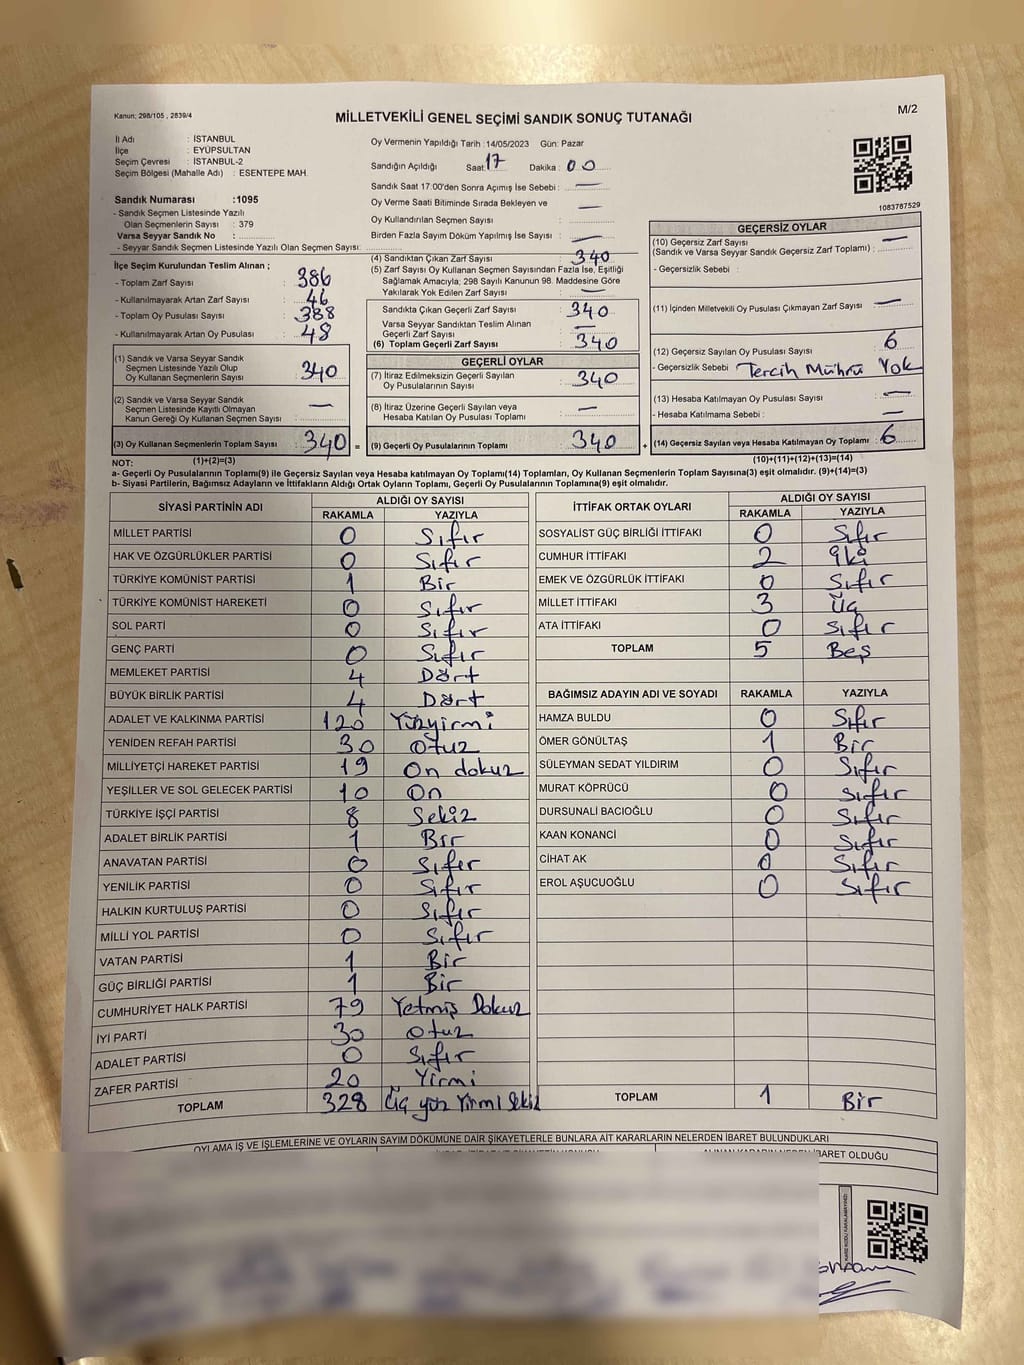 Kanun; 298/105 , 2839/4
MİLLETVEKİLİ GENEL SEÇİMİ SANDIK SONUÇ TUTANAĞI
M/2
İl Adı : İSTANBUL
İlçe : EYÜPSULTAN
Seçim Çevresi : İSTANBUL-2
Seçim Bölgesi (Mahalle Adı) : ESENTEPE MAH.
Sandık Numarası :1095
- Sandık Seçmen Listesinde Yazılı
Olan Seçmenlerin Sayısı : 379
Varsa Seyyar Sandık No :
- Seyyar Sandık Seçmen Listesinde Yazılı Olan Seçmen Sayısı:
Oy Vermenin Yapıldığı Tarih :14/05/2023 Gün: Pazar
Sandığın Açıldığı Saat: 17 Dakika : 00
Sandık Saat 17:00'den Sonra Açımış İse Sebebi : —
Oy Verme Saati Bitiminde Sırada Bekleyen ve
Oy Kullandırılan Seçmen Sayısı : —
Birden Fazla Sayım Döküm Yapılmış İse Sayısı : —
1083787529
İlçe Seçim Kurulundan Teslim Alınan ;
- Toplam Zarf Sayısı : 386
- Kullanılmayarak Artan Zarf Sayısı : 46
- Toplam Oy Pusulası Sayısı : 388
- Kullanılmayarak Artan Oy Pusulası : 48
(1) Sandık ve Varsa Seyyar Sandık
Seçmen Listesinde Yazılı Olup
Oy Kullanan Seçmenlerin Sayısı : 340
(2) Sandık ve Varsa Seyyar Sandık
Seçmen Listesinde Kayıtlı Olmayan
Kanun Gereği Oy Kullanan Seçmen Sayısı : —
(3) Oy Kullanan Seçmenlerin Toplam Sayısı : 340 =
(4) Sandıktan Çıkan Zarf Sayısı : 340
(5) Zarf Sayısı Oy Kullanan Seçmen Sayısından Fazla İse, Eşitliği
Sağlamak Amacıyla; 298 Sayılı Kanunun 98. Maddesine Göre
Yakılarak Yok Edilen Zarf Sayısı : —
Sandıkta Çıkan Geçerli Zarf Sayısı : 340
Varsa Seyyar Sandıktan Teslim Alınan
Geçerli Zarf Sayısı : —
(6) Toplam Geçerli Zarf Sayısı : 340
GEÇERLİ OYLAR
(7) İtiraz Edilmeksizin Geçerli Sayılan
Oy Pusulalarının Sayısı : 340
(8) İtiraz Üzerine Geçerli Sayılan veya
Hesaba Katılan Oy Pusulası Toplamı : —
(9) Geçerli Oy Pusulalarının Toplamı : 340 +
GEÇERSİZ OYLAR
(10) Geçersiz Zarf Sayısı : —
(Sandık ve Varsa Seyyar Sandık Geçersiz Zarf Toplamı) :
- Geçersizlik Sebebi :
(11) İçinden Milletvekili Oy Pusulası Çıkmayan Zarf Sayısı : —
(12) Geçersiz Sayılan Oy Pusulası Sayısı : 6
- Geçersizlik Sebebi : Tercih Mührü Yok
(13) Hesaba Katılmayan Oy Pusulası Sayısı : —
- Hesaba Katılmama Sebebi : —
(14) Geçersiz Sayılan veya Hesaba Katılmayan Oy Toplamı : 6
NOT: (1)+(2)=(3) (10)+(11)+(12)+(13)=(14)
a- Geçerli Oy Pusulalarının Toplamı(9) ile Geçersiz Sayılan veya Hesaba katılmayan Oy Toplamı(14) Toplamları, Oy Kullanan Seçmenlerin Toplam Sayısına(3) eşit olmalıdır. (9)+(14)=(3)
b- Siyasi Partilerin, Bağımsız Adayların ve İttifakların Aldığı Ortak Oyların Toplamı, Geçerli Oy Pusulalarının Toplamına(9) eşit olmalıdır.
SİYASİ PARTİNİN ADI ALDIĞI OY SAYISI
RAKAMLA YAZIYLA
MİLLET PARTİSİ 0 Sıfır
HAK VE ÖZGÜRLÜKLER PARTİSİ 0 Sıfır
TÜRKİYE KOMÜNİST PARTİSİ 1 Bir
TÜRKİYE KOMÜNİST HAREKETİ 0 Sıfır
SOL PARTİ 0 Sıfır
GENÇ PARTİ 0 Sıfır
MEMLEKET PARTİSİ 4 Dört
BÜYÜK BİRLİK PARTİSİ 4 Dört
ADALET VE KALKINMA PARTİSİ 120 Yüzyirmi
YENİDEN REFAH PARTİSİ 30 Otuz
MİLLİYETÇİ HAREKET PARTİSİ 19 On dokuz
YEŞİLLER VE SOL GELECEK PARTİSİ 10 On
TÜRKİYE İŞÇİ PARTİSİ 8 Sekiz
ADALET BİRLİK PARTİSİ 1 Bir
ANAVATAN PARTİSİ 0 Sıfır
YENİLİK PARTİSİ 0 Sıfır
HALKIN KURTULUŞ PARTİSİ 0 Sıfır
MİLLİ YOL PARTİSİ 0 Sıfır
VATAN PARTİSİ 1 Bir
GÜÇ BİRLİĞİ PARTİSİ 1 Bir
CUMHURİYET HALK PARTİSİ 79 Yetmiş Dokuz
İYİ PARTİ 30 Otuz
ADALET PARTİSİ 0 Sıfır
ZAFER PARTİSİ 20 Yirmi
TOPLAM 328 Üç yüz Yirmi Sekiz
İTTİFAK ORTAK OYLARI ALDIĞI OY SAYISI
RAKAMLA YAZIYLA
SOSYALİST GÜÇ BİRLİĞİ İTTİFAKI 0 Sıfır
CUMHUR İTTİFAKI 2 İki
EMEK VE ÖZGÜRLÜK İTTİFAKI 0 Sıfır
MİLLET İTTİFAKI 3 Üç
ATA İTTİFAKI 0 Sıfır
TOPLAM 5 Beş
BAĞIMSIZ ADAYIN ADI VE SOYADI RAKAMLA YAZIYLA
HAMZA BULDU 0 Sıfır
ÖMER GÖNÜLTAŞ 1 Bir
SÜLEYMAN SEDAT YILDIRIM 0 Sıfır
MURAT KÖPRÜCÜ 0 Sıfır
DURSUNALİ BACIOĞLU 0 Sıfır
KAAN KONANCİ 0 Sıfır
CİHAT AK 0 Sıfır
EROL AŞUCUOĞLU 0 Sıfır
TOPLAM 1 Bir
OYLAMA İŞ VE İŞLEMLERİNE VE OYLARIN SAYIM DÖKÜMÜNE DAİR ŞİKAYETLERLE BUNLARA AİT KARARLARIN NELERDEN İBARET BULUNDUKLARI
ALINAN KARARIN NEDEN İBARET OLDUĞU